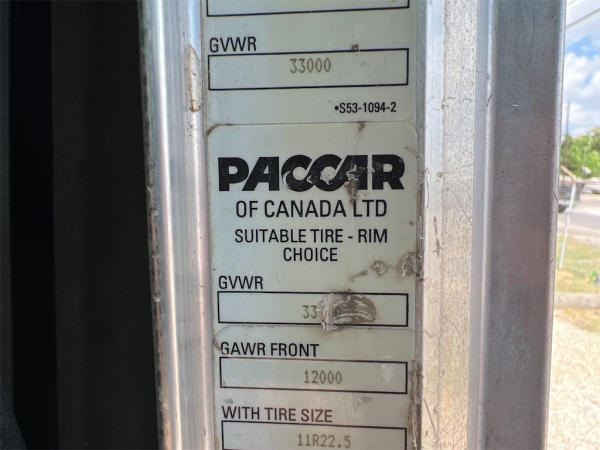 GVWR
33000
•S53-1094-2
PACCAR
OF CANADA LTD
SUITABLE TIRE - RIM
CHOICE
GVWR
GAWR FRONT
12000
WITH TIRE SIZE
11R22.5